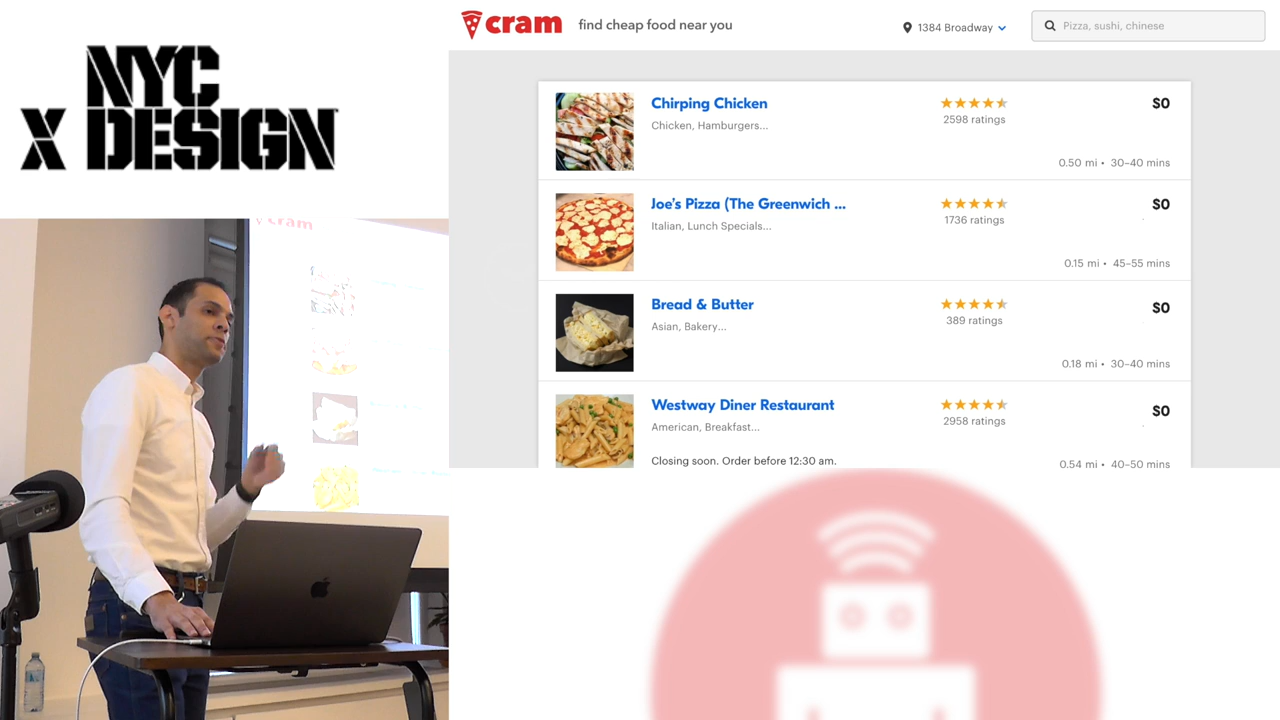 NYC
X DESIGN
cram
find cheap food near you
1384 Broadway
Pizza, sushi, chinese
Chirping Chicken
2598 ratings
$0
Chicken, Hamburgers...
0.50 mi • 30–40 mins
Joe's Pizza (The Greenwich ...
1736 ratings
$0
Italian, Lunch Specials...
0.15 mi • 45–55 mins
Bread & Butter
389 ratings
$0
Asian, Bakery...
0.18 mi • 30–40 mins
Westway Diner Restaurant
2958 ratings
$0
American, Breakfast...
Closing soon. Order before 12:30 am.
0.54 mi • 40–50 mins
cram